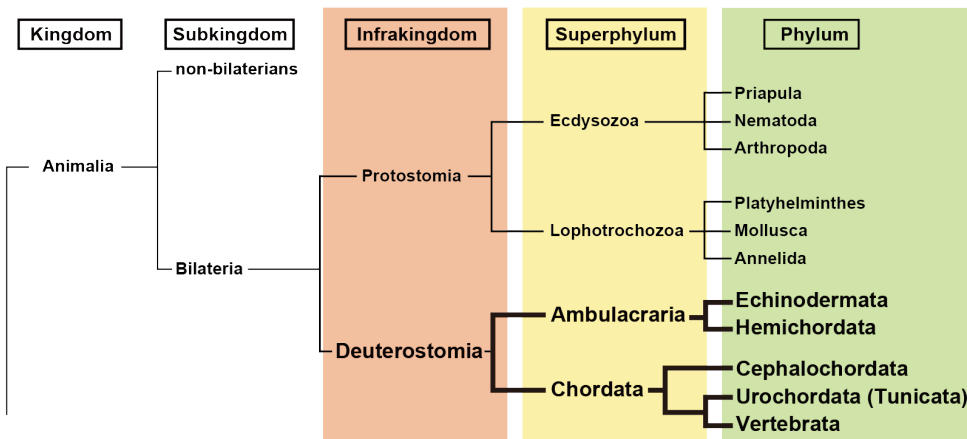 Kingdom
Subkingdom
Infrakingdom
Superphylum
Phylum
non-bilaterians
Priapula
Ecdysozoa
Nematoda
Arthropoda
Animalia
Protostomia
Platyhelminthes
Lophotrochozoa
Mollusca
Annelida
Bilateria
Echinodermata
Ambulacraria
Hemichordata
Deuterostomia
Cephalochordata
Chordata
Urochordata (Tunicata)
Vertebrata